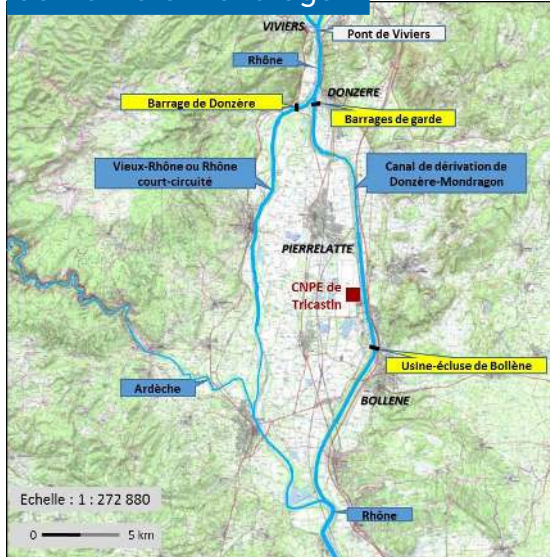 VIVIERS
Pont de Viviers
Rhône
DONZERE
Barrage de Donzère
Barrages de garde
Vieux-Rhône ou Rhône
court-circuité
Canal de dérivation de
Donzère-Mondragon
PIERRELATTE
CNPE de
Tricastin
Usine-écluse de Bollène
Ardèche
BOLLENE
Echelle : 1 : 272 880
0 5 km
Rhône